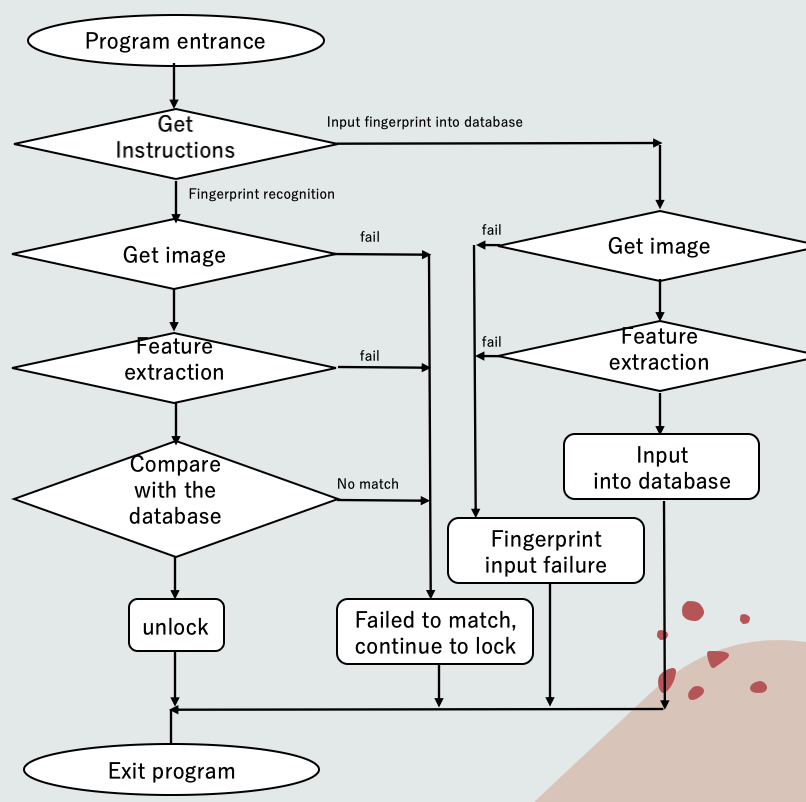 Program entrance
Get
Instructions
Input fingerprint into database
Fingerprint recognition
Get image
fail
fail
Get image
Feature
extraction
fail
fail
Feature
extraction
Compare
with the
database
No match
Input
into database
Fingerprint
input failure
unlock
Failed to match,
continue to lock
Exit program